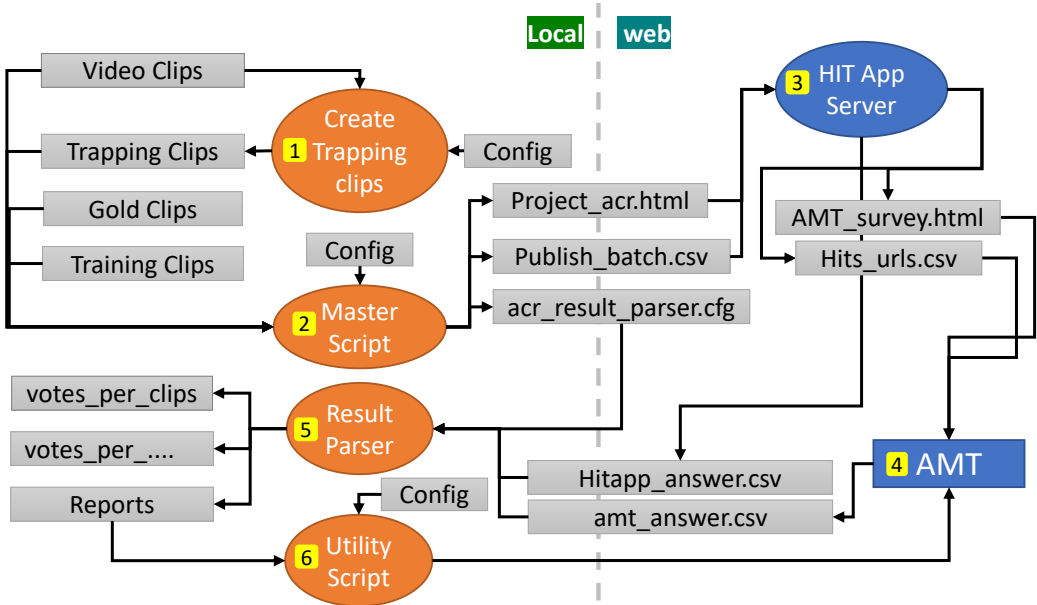 Local
web
Video Clips
3
HIT App
Server
Create
Trapping
clips
1
Trapping Clips
Config
Gold Clips
Project_acr.html
AMT_survey.html
Training Clips
Config
Publish_batch.csv
Hits_urls.csv
2
Master
Script
acr_result_parser.cfg
votes_per_clips
5
Result
Parser
votes_per_....
4
AMT
Hitapp_answer.csv
Reports
Config
amt_answer.csv
6
Utility
Script